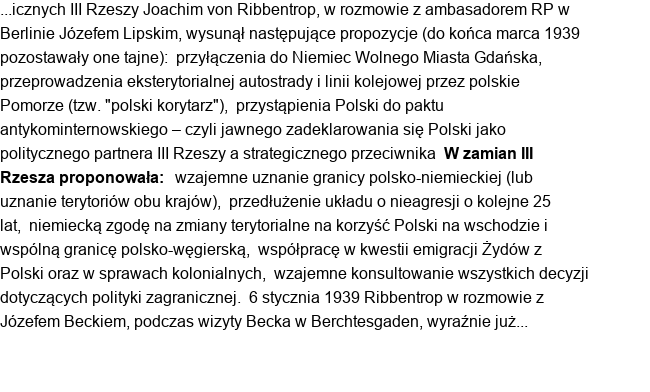 ...icznych III Rzeszy Joachim von Ribbentrop, w rozmowie z ambasadorem RP w
Berlinie Józefem Lipskim, wysunął następujące propozycje (do końca marca 1939
pozostawały one tajne):  przyłączenia do Niemiec Wolnego Miasta Gdańska,
przeprowadzenia eksterytorialnej autostrady i linii kolejowej przez polskie
Pomorze (tzw. "polski korytarz"),  przystąpienia Polski do paktu
antykominternowskiego – czyli jawnego zadeklarowania się Polski jako
politycznego partnera III Rzeszy a strategicznego przeciwnika  W zamian III
Rzesza proponowała:   wzajemne uznanie granicy polsko-niemieckiej (lub
uznanie terytoriów obu krajów),  przedłużenie układu o nieagresji o kolejne 25
lat,  niemiecką zgodę na zmiany terytorialne na korzyść Polski na wschodzie i
wspólną granicę polsko-węgierską,  współpracę w kwestii emigracji Żydów z
Polski oraz w sprawach kolonialnych,  wzajemne konsultowanie wszystkich decyzji
dotyczących polityki zagranicznej.  6 stycznia 1939 Ribbentrop w rozmowie z
Józefem Beckiem, podczas wizyty Becka w Berchtesgaden, wyraźnie już...